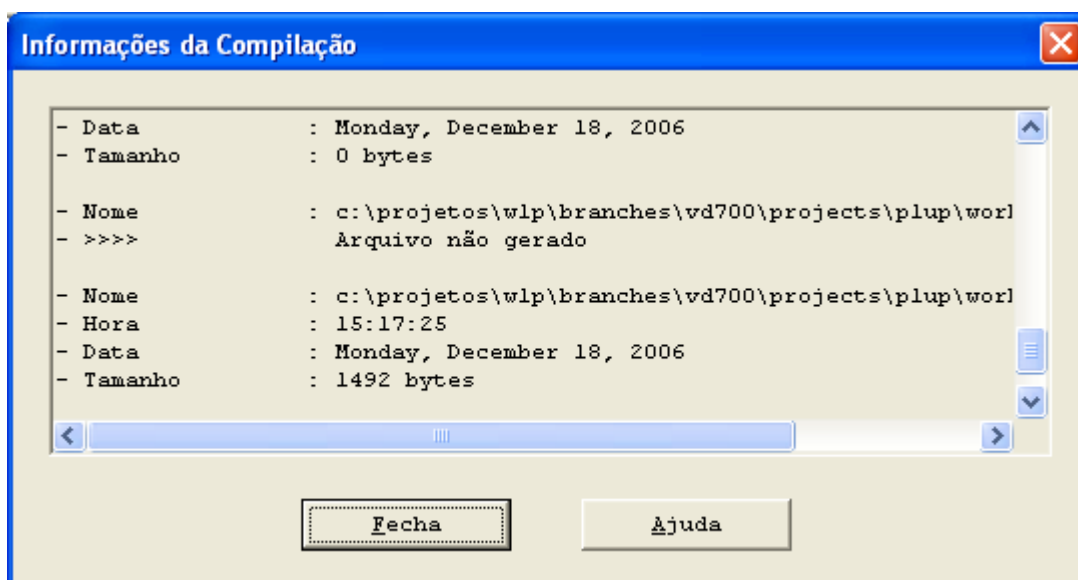 Informações da Compilação
- Data : Monday, December 18, 2006
- Tamanho : 0 bytes
- Nome : c:\projetos\wlp\branches\vd700\projects\plup\worl
- >>>> Arquivo não gerado
- Nome : c:\projetos\wlp\branches\vd700\projects\plup\worl
- Hora : 15:17:25
- Data : Monday, December 18, 2006
- Tamanho : 1492 bytes
Fecha Ajuda